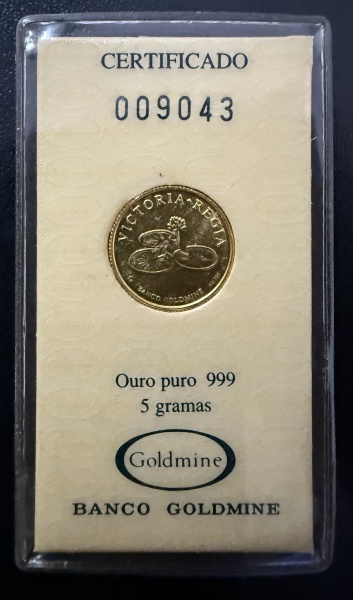 CERTIFICADO
009043
VICTORIA·REGIA
BANCO GOLDMINE
Ouro puro 999
5 gramas
Goldmine
BANCO GOLDMINE